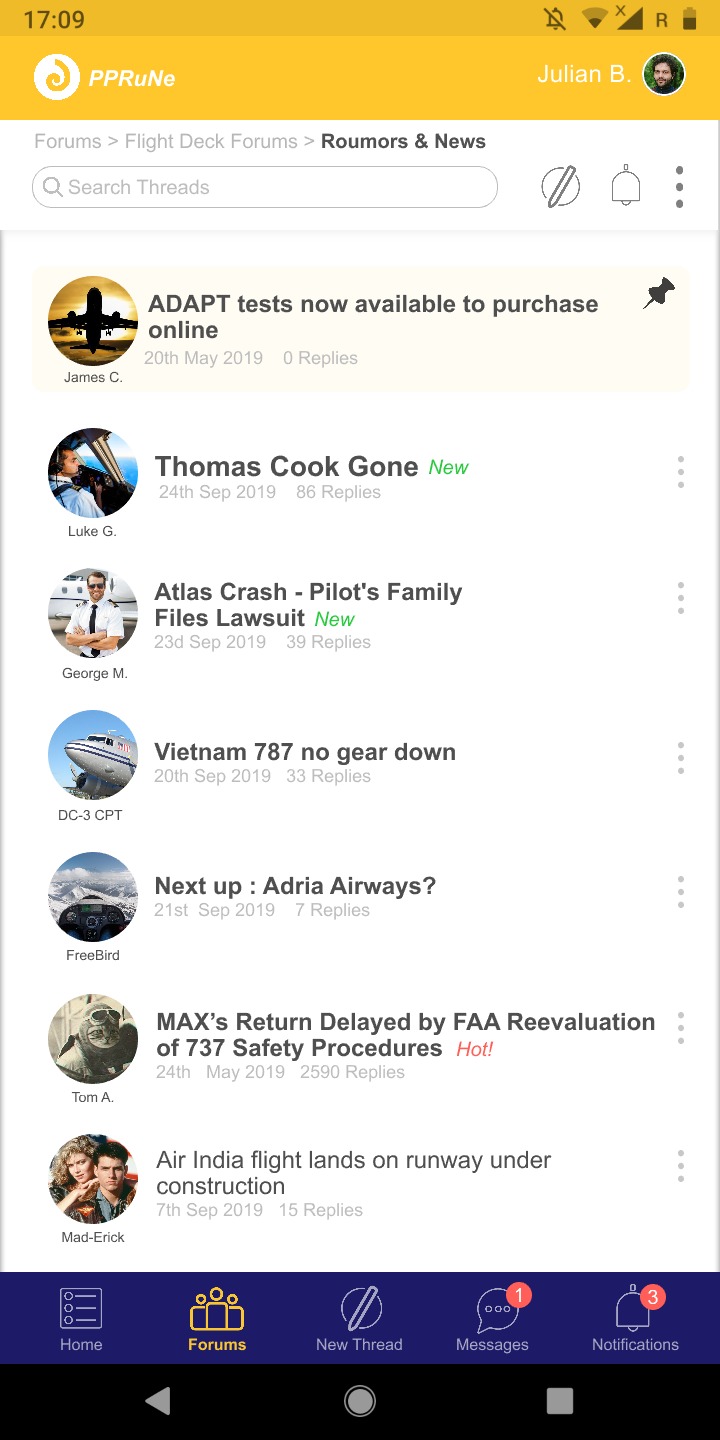 17:09
X
R
PPRuNe
Julian B.
Forums > Flight Deck Forums > Roumors & News
Search Threads
ADAPT tests now available to purchase
online
20th May 2019 0 Replies
James C.
Thomas Cook Gone New
24th Sep 2019 86 Replies
Luke G.
Atlas Crash - Pilot's Family
Files Lawsuit New
23d Sep 2019 39 Replies
George M.
Vietnam 787 no gear down
20th Sep 2019 33 Replies
DC-3 CPT
Next up : Adria Airways?
21st Sep 2019 7 Replies
FreeBird
MAX’s Return Delayed by FAA Reevaluation
of 737 Safety Procedures Hot!
24th May 2019 2590 Replies
Tom A.
Air India flight lands on runway under
construction
7th Sep 2019 15 Replies
Mad-Erick
1
3
Home
Forums
New Thread
Messages
Notifications